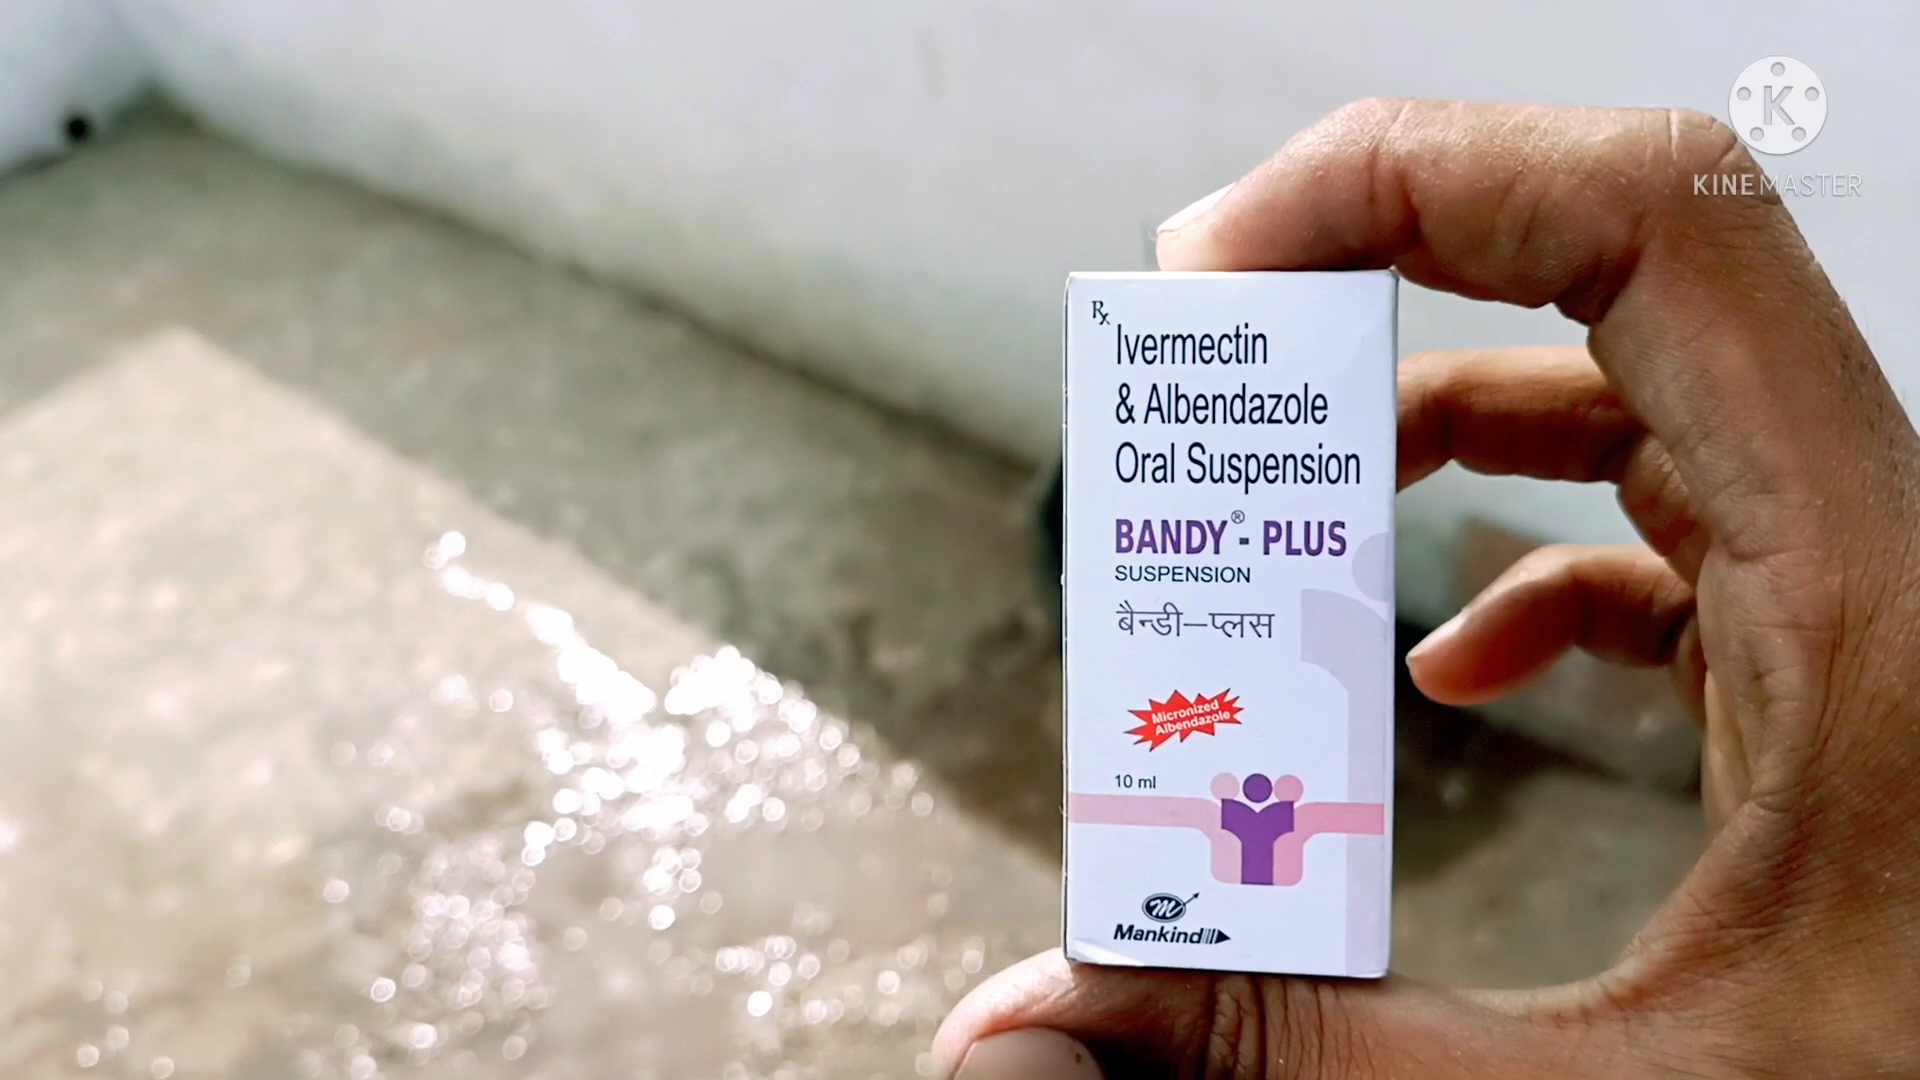 Rx
Ivermectin
& Albendazole
Oral Suspension
BANDY® - PLUS
SUSPENSION
बैन्डी–प्लस
Micronized
Albendazole
10 ml
M
Mankind
K
KINEMASTER